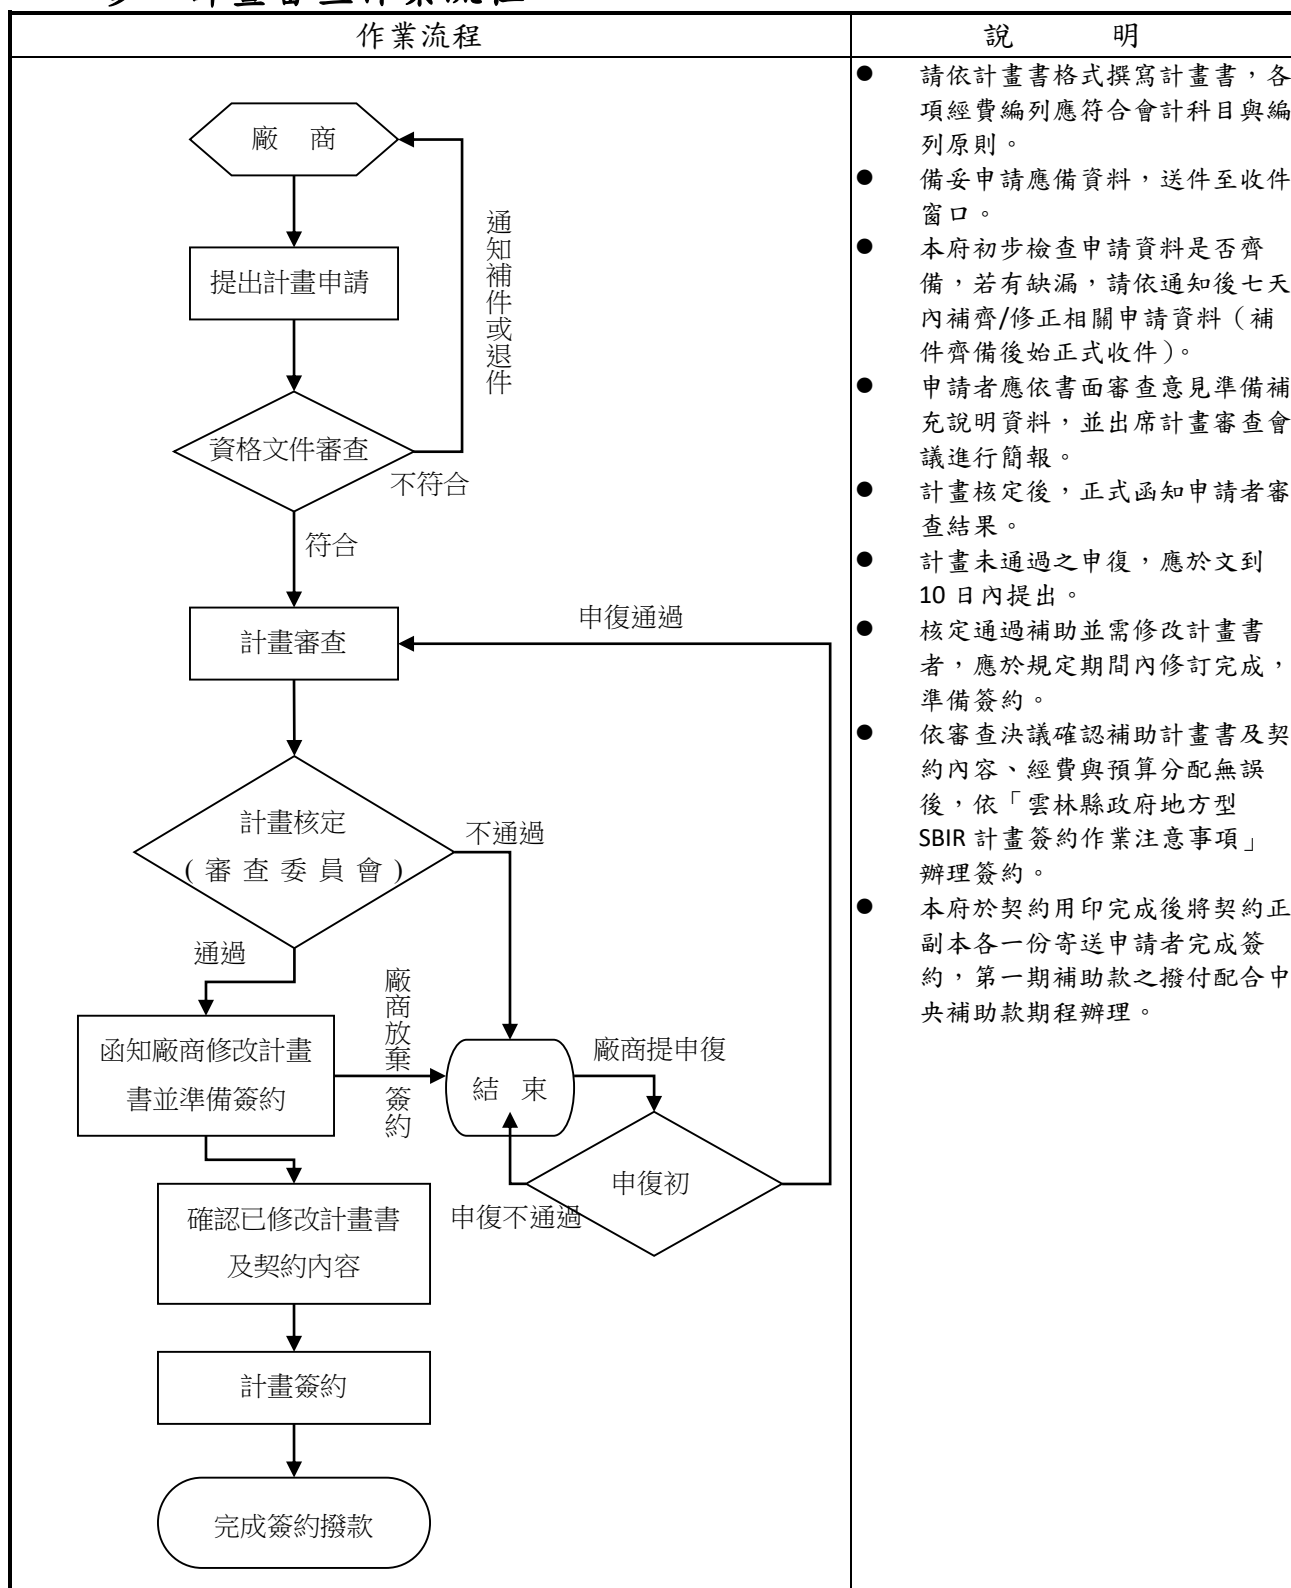 作業流程
說 明
廠 商
通知補件或退件
提出計畫申請
資格文件審查
不符合
符合
計畫審查
申復通過
計畫核定
(審查委員會)
不通過
通過
廠商放棄 簽約
函知廠商修改計畫
書並準備簽約
結 束
廠商提申復
申復初
申復不通過
確認已修改計畫書
及契約內容
計畫簽約
完成簽約撥款
● 請依計畫書格式撰寫計畫書，各
項經費編列應符合會計科目與編
列原則。
● 備妥申請應備資料，送件至收件
窗口。
● 本府初步檢查申請資料是否齊
備，若有缺漏，請依通知後七天
內補齊/修正相關申請資料（補
件齊備後始正式收件）。
● 申請者應依書面審查意見準備補
充說明資料，並出席計畫審查會
議進行簡報。
● 計畫核定後，正式函知申請者審
查結果。
● 計畫未通過之申復，應於文到
10 日內提出。
● 核定通過補助並需修改計畫書
者，應於規定期間內修訂完成，
準備簽約。
● 依審查決議確認補助計畫書及契
約內容、經費與預算分配無誤
後，依「雲林縣政府地方型
SBIR 計畫簽約作業注意事項」
辦理簽約。
● 本府於契約用印完成後將契約正
副本各一份寄送申請者完成簽
約，第一期補助款之撥付配合中
央補助款期程辦理。